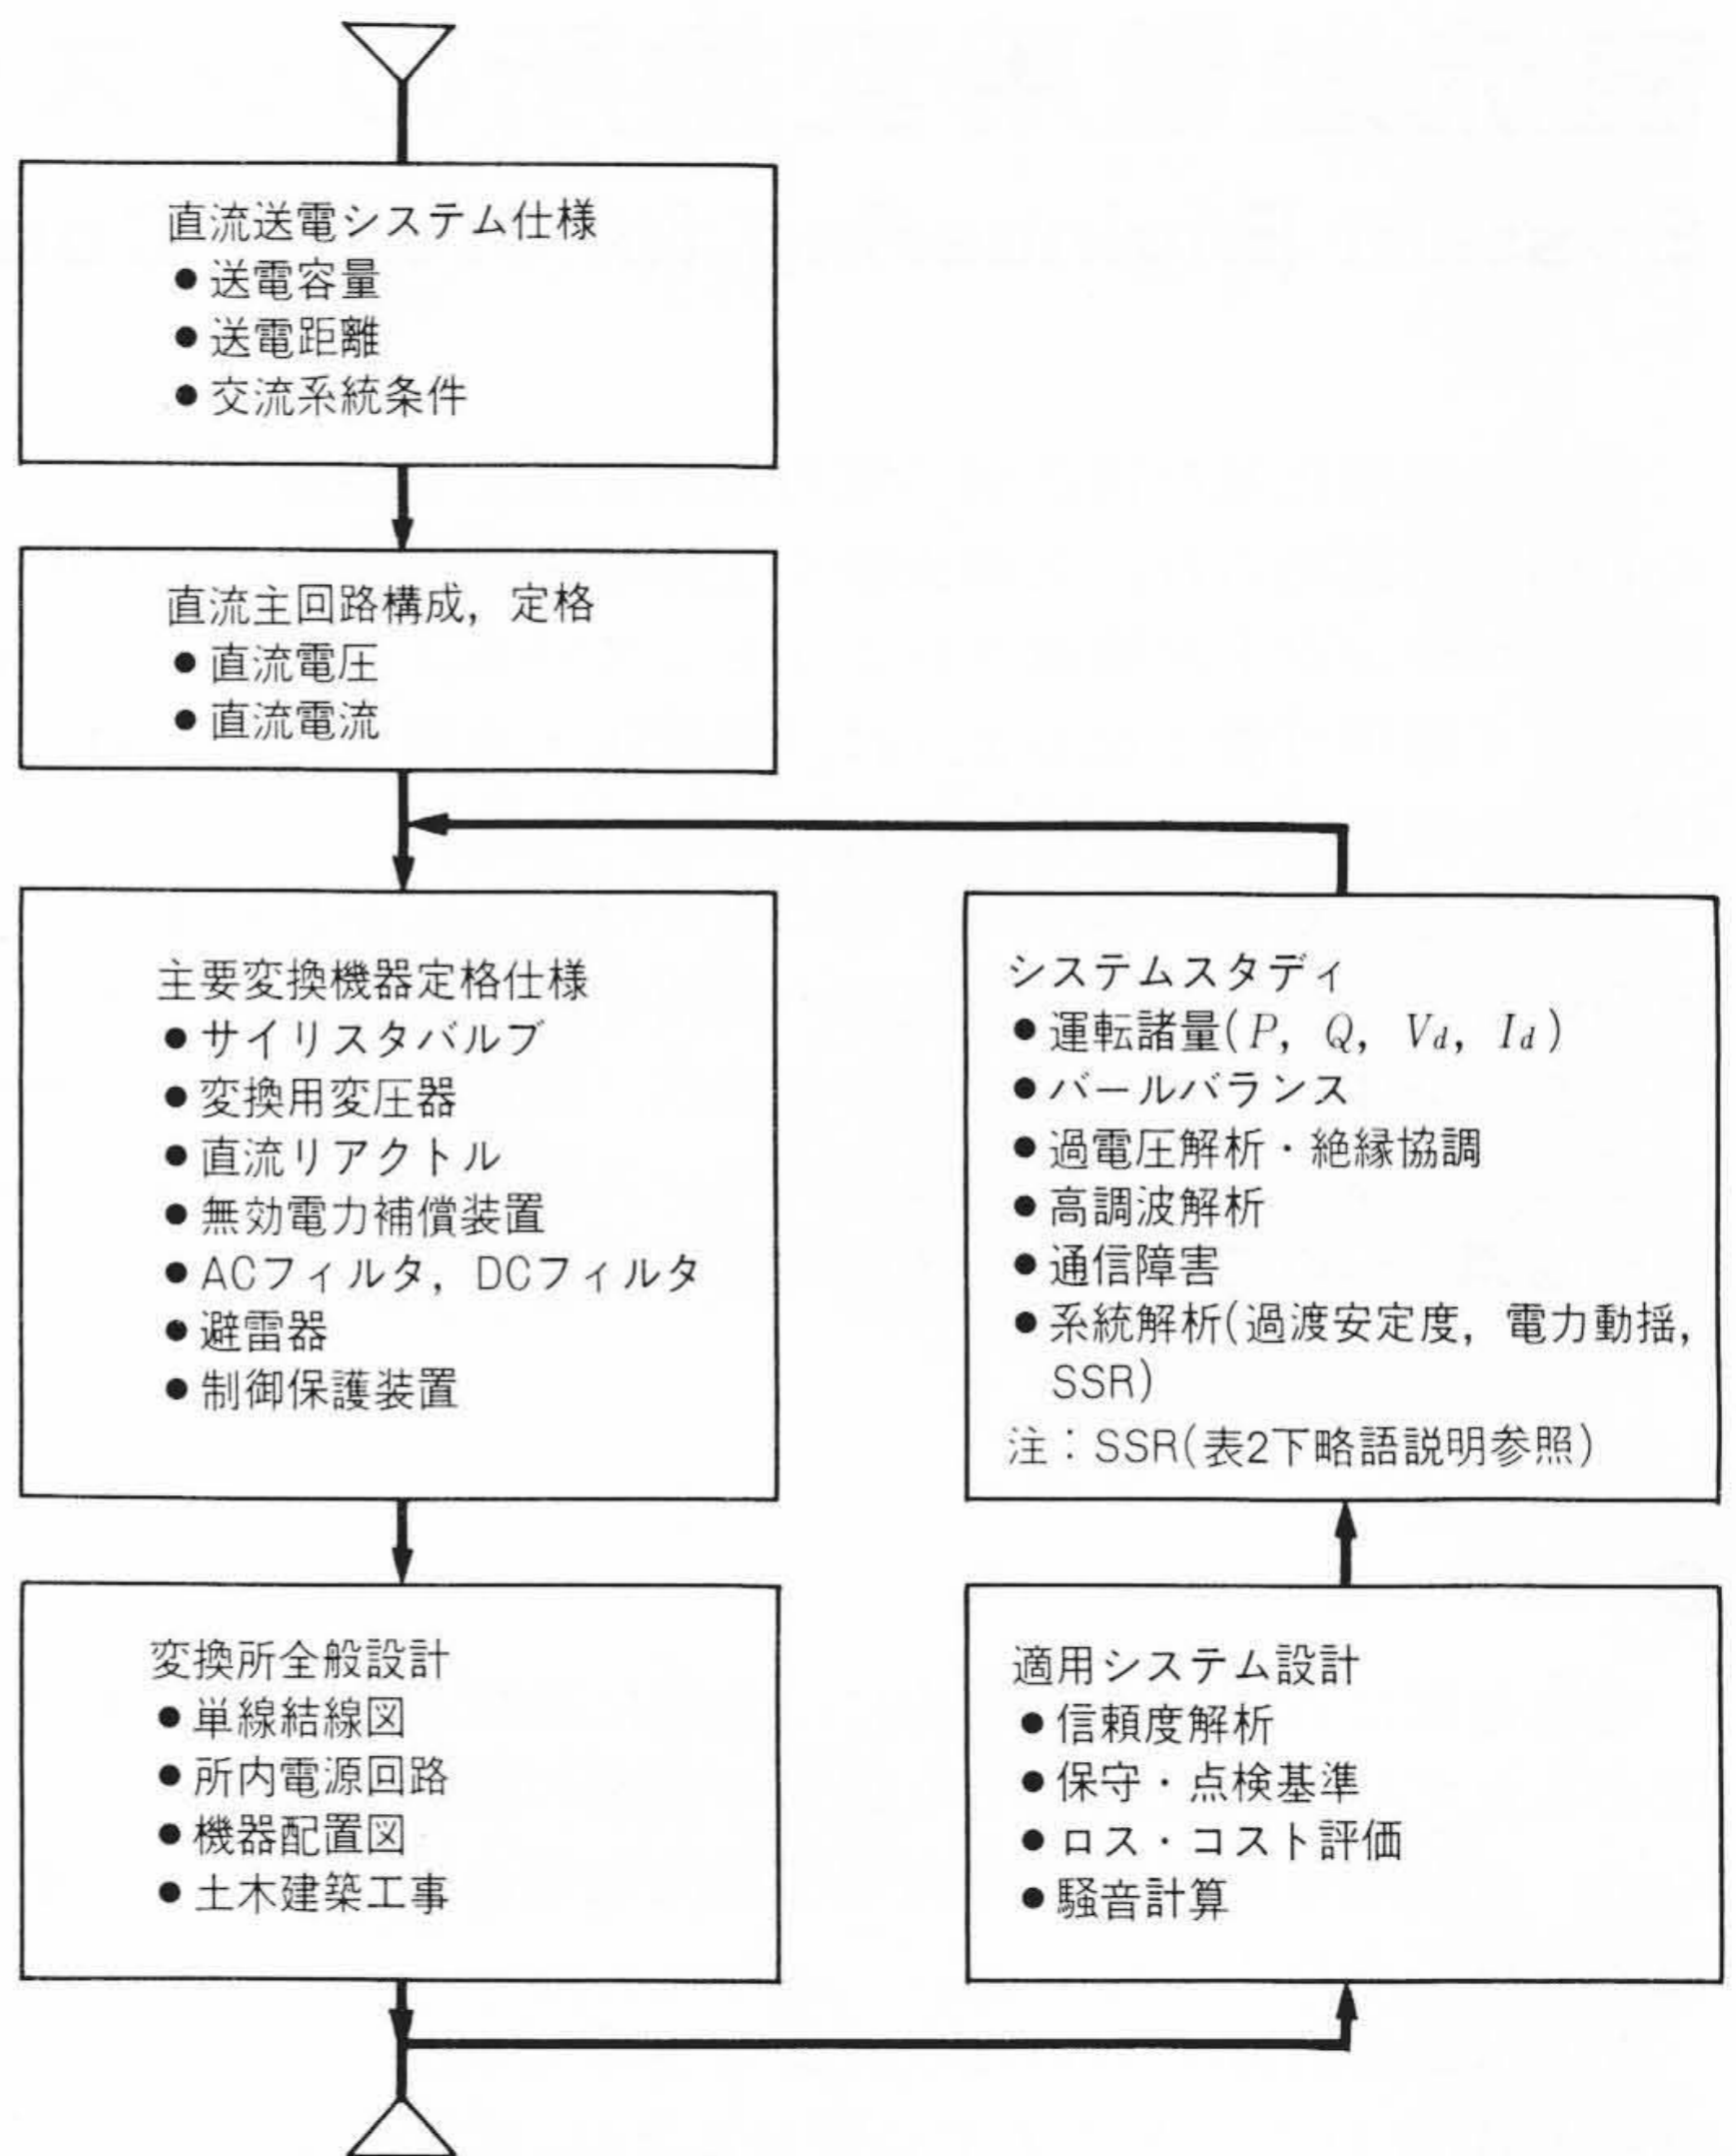 直流送電システム仕様
●送電容量
●送電距離
●交流系統条件
直流主回路構成，定格
●直流電圧
●直流電流
主要変換機器定格仕様
●サイリスタバルブ
●変換用変圧器
●直流リアクトル
●無効電力補償装置
●ACフィルタ，DCフィルタ
●避雷器
●制御保護装置
変換所全般設計
●単線結線図
●所内電源回路
●機器配置図
●土木建築工事
システムスタディ
●運転諸量(P, Q, Vd, Id)
●バールバランス
●過電圧解析・絶縁協調
●高調波解析
●通信障害
●系統解析(過渡安定度，電力動揺，
SSR)
注：SSR(表2下略語説明参照)
適用システム設計
●信頼度解析
●保守・点検基準
●ロス・コスト評価
●騒音計算